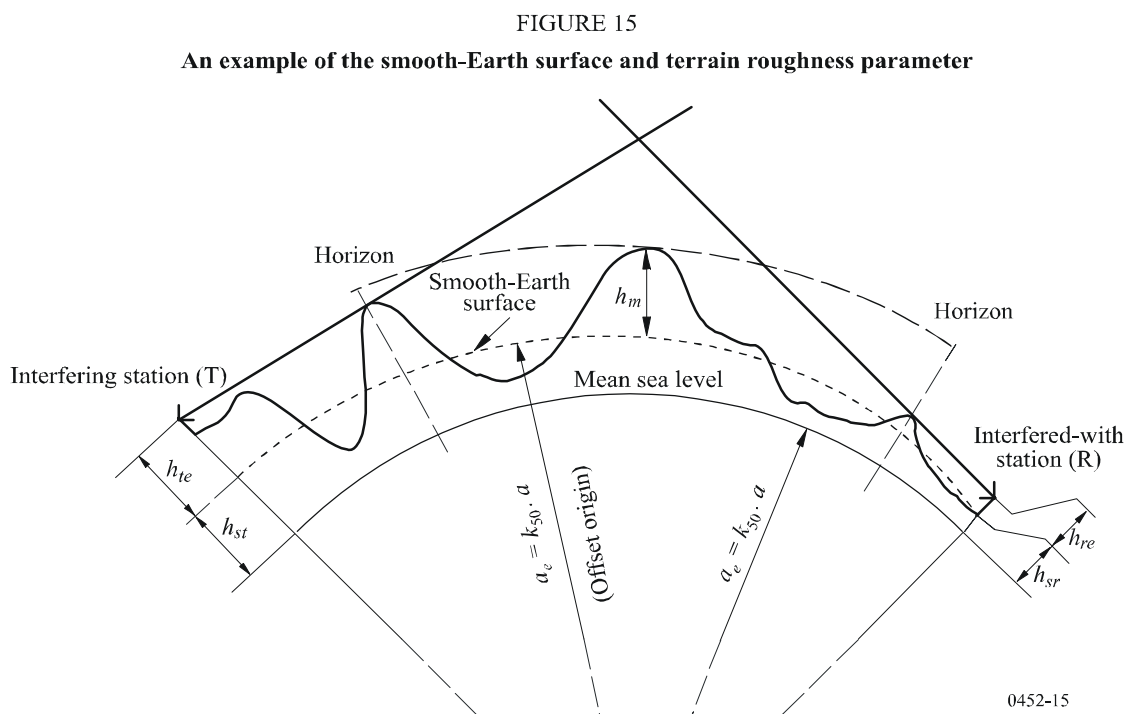 FIGURE 15
An example of the smooth-Earth surface and terrain roughness parameter
Horizon
Smooth-Earth
surface
h_m
Horizon
Interfering station (T)
Mean sea level
Interfered-with
station (R)
h_te
h_st
a_e = k_50 · a
(Offset origin)
a_e = k_50 · a
h_re
h_sr
0452-15